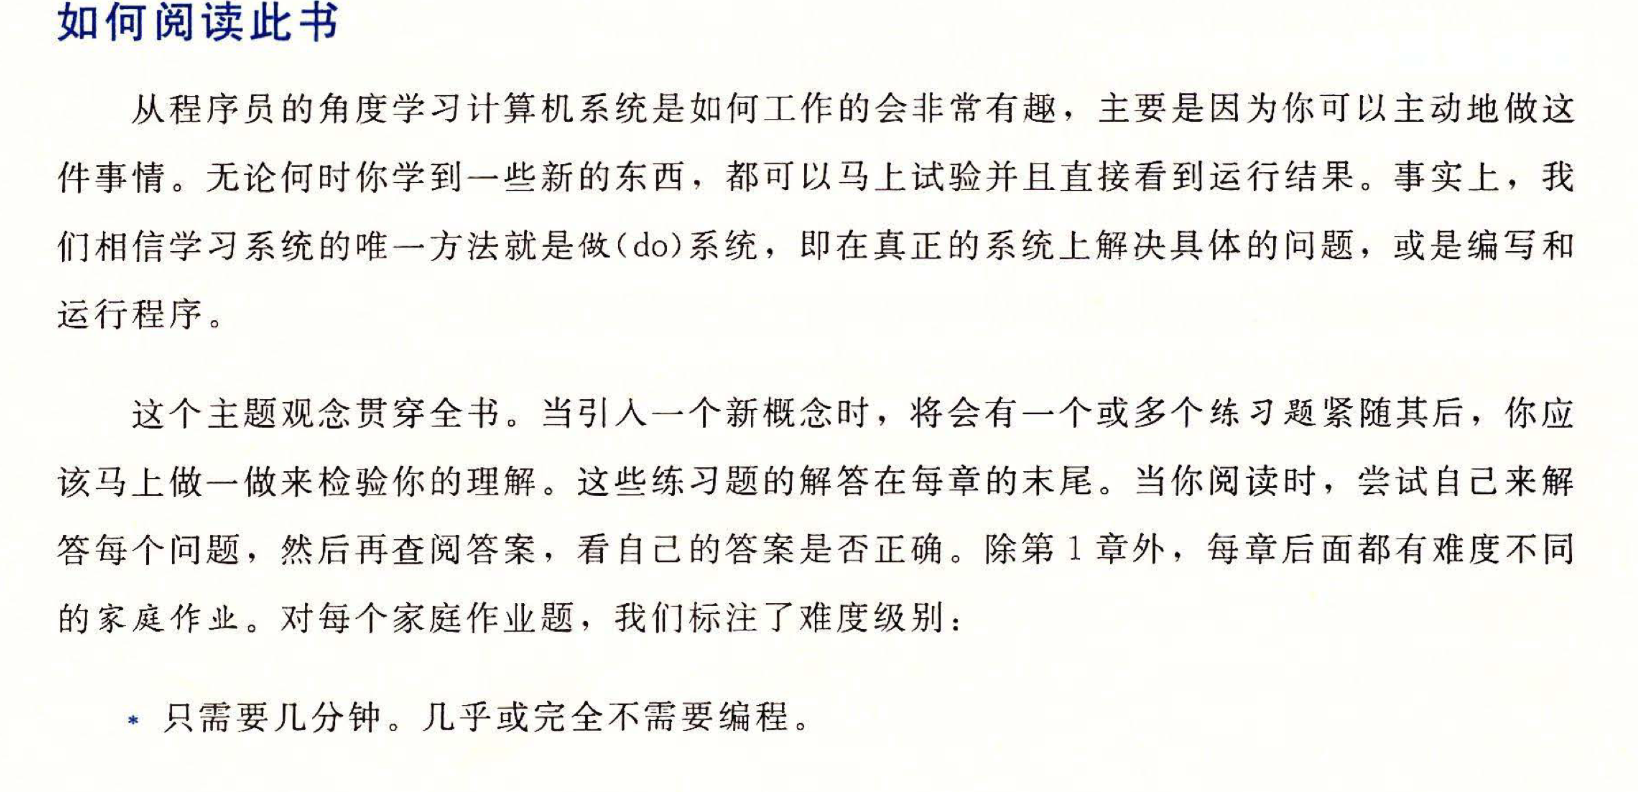 如何阅读此书
从程序员的角度学习计算机系统是如何工作的会非常有趣，主要是因为你可以主动地做这
件事情。无论何时你学到一些新的东西，都可以马上试验并且直接看到运行结果。事实上，我
们相信学习系统的唯一方法就是做(do)系统，即在真正的系统上解决具体的问题，或是编写和
运行程序。
这个主题观念贯穿全书。当引入一个新概念时，将会有一个或多个练习题紧随其后，你应
该马上做一做来检验你的理解。这些练习题的解答在每章的末尾。当你阅读时，尝试自己来解
答每个问题，然后再查阅答案，看自己的答案是否正确。除第 1 章外，每章后面都有难度不同
的家庭作业。对每个家庭作业题，我们标注了难度级别：
* 只需要几分钟。几乎或完全不需要编程。